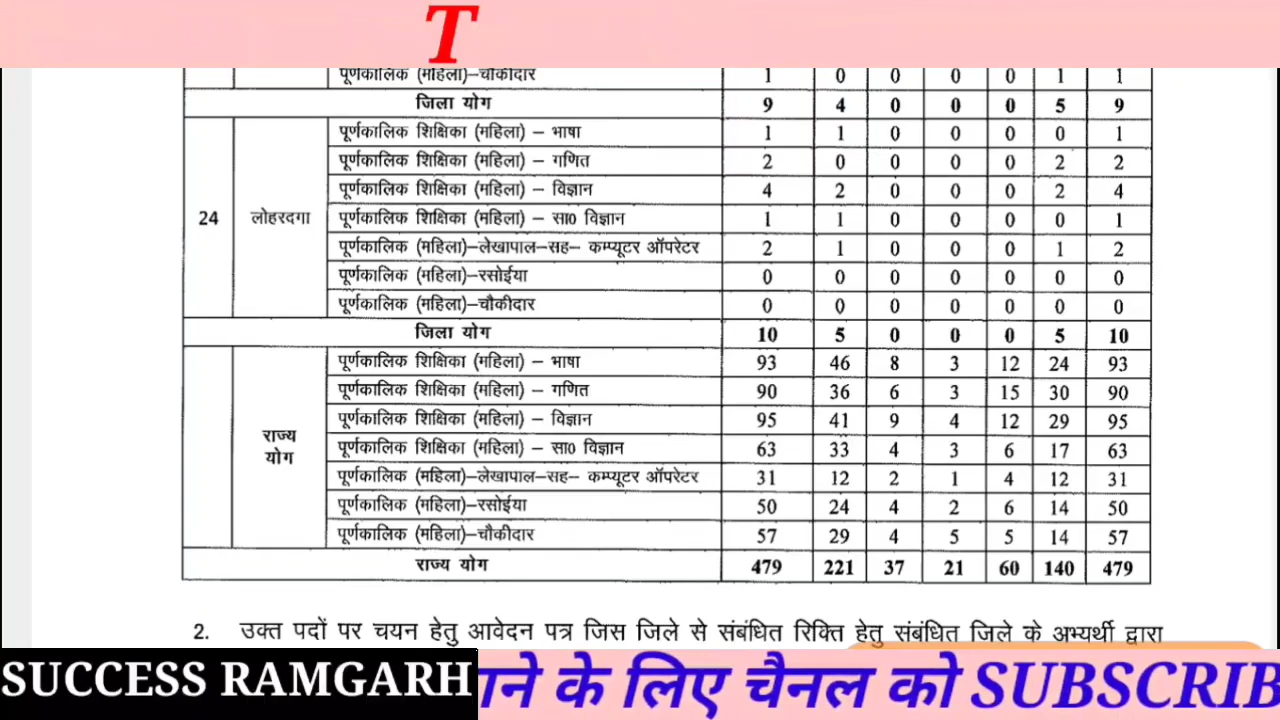 T
पूर्णकालिक (महिला)–चौकीदार 1 0 0 0 0 1 1
जिला योग 9 4 0 0 0 5 9
पूर्णकालिक शिक्षिका (महिला) – भाषा 1 1 0 0 0 0 1
पूर्णकालिक शिक्षिका (महिला) – गणित 2 0 0 0 0 2 2
पूर्णकालिक शिक्षिका (महिला) – विज्ञान 4 2 0 0 0 2 4
24 लोहरदगा पूर्णकालिक शिक्षिका (महिला) – सा0 विज्ञान 1 1 0 0 0 0 1
पूर्णकालिक (महिला)–लेखापाल–सह– कम्प्यूटर ऑपरेटर 2 1 0 0 0 1 2
पूर्णकालिक (महिला)–रसोईया 0 0 0 0 0 0 0
पूर्णकालिक (महिला)–चौकीदार 0 0 0 0 0 0 0
जिला योग 10 5 0 0 0 5 10
पूर्णकालिक शिक्षिका (महिला) – भाषा 93 46 8 3 12 24 93
पूर्णकालिक शिक्षिका (महिला) – गणित 90 36 6 3 15 30 90
पूर्णकालिक शिक्षिका (महिला) – विज्ञान 95 41 9 4 12 29 95
राज्य योग पूर्णकालिक शिक्षिका (महिला) – सा0 विज्ञान 63 33 4 3 6 17 63
पूर्णकालिक (महिला)–लेखापाल–सह– कम्प्यूटर ऑपरेटर 31 12 2 1 4 12 31
पूर्णकालिक (महिला)–रसोईया 50 24 4 2 6 14 50
पूर्णकालिक (महिला)–चौकीदार 57 29 4 5 5 14 57
राज्य योग 479 221 37 21 60 140 479
2. उक्त पदों पर चयन हेतु आवेदन पत्र जिस जिले से संबंधित रिक्ति हेतु संबंधित जिले के अभ्यर्थी द्वारा
SUCCESS RAMGARH ाने के लिए चैनल को SUBSCRIB